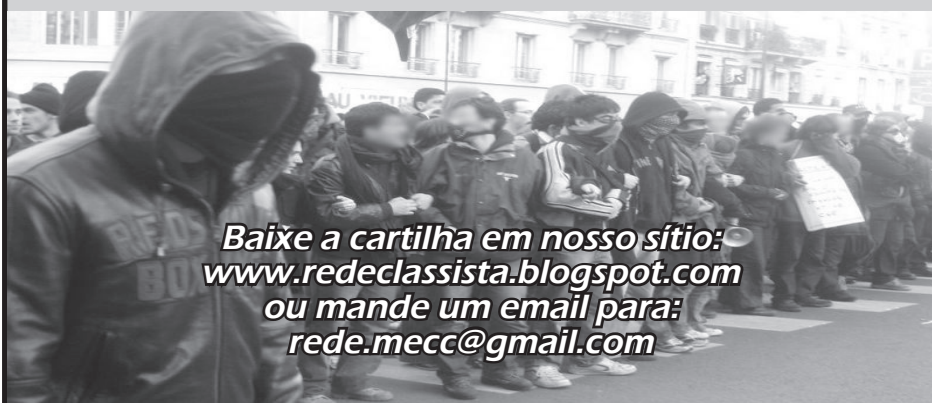 Baixe a cartilha em nosso sítio:
www.redeclassista.blogspot.com
ou mande um email para:
rede.mecc@gmail.com